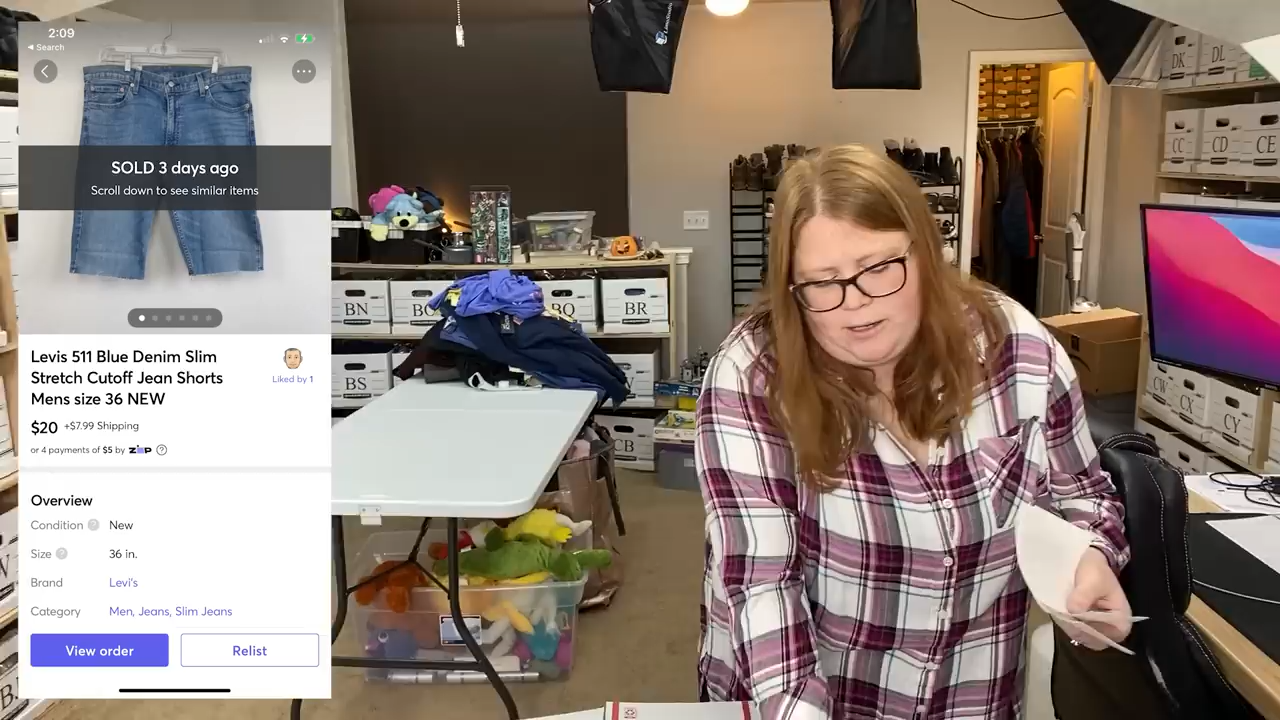 2:09
Search
SOLD 3 days ago
Scroll down to see similar items
Levis 511 Blue Denim Slim
Stretch Cutoff Jean Shorts
Mens size 36 NEW
Liked by 1
$20 +$7.99 Shipping
or 4 payments of $5 by ZIP
Overview
Condition New
Size 36 in.
Brand Levi's
Category Men, Jeans, Slim Jeans
View order
Relist
BN
BQ
BR
BS
CB
DK
DL
CC
CD
CE
CW
CX
CY